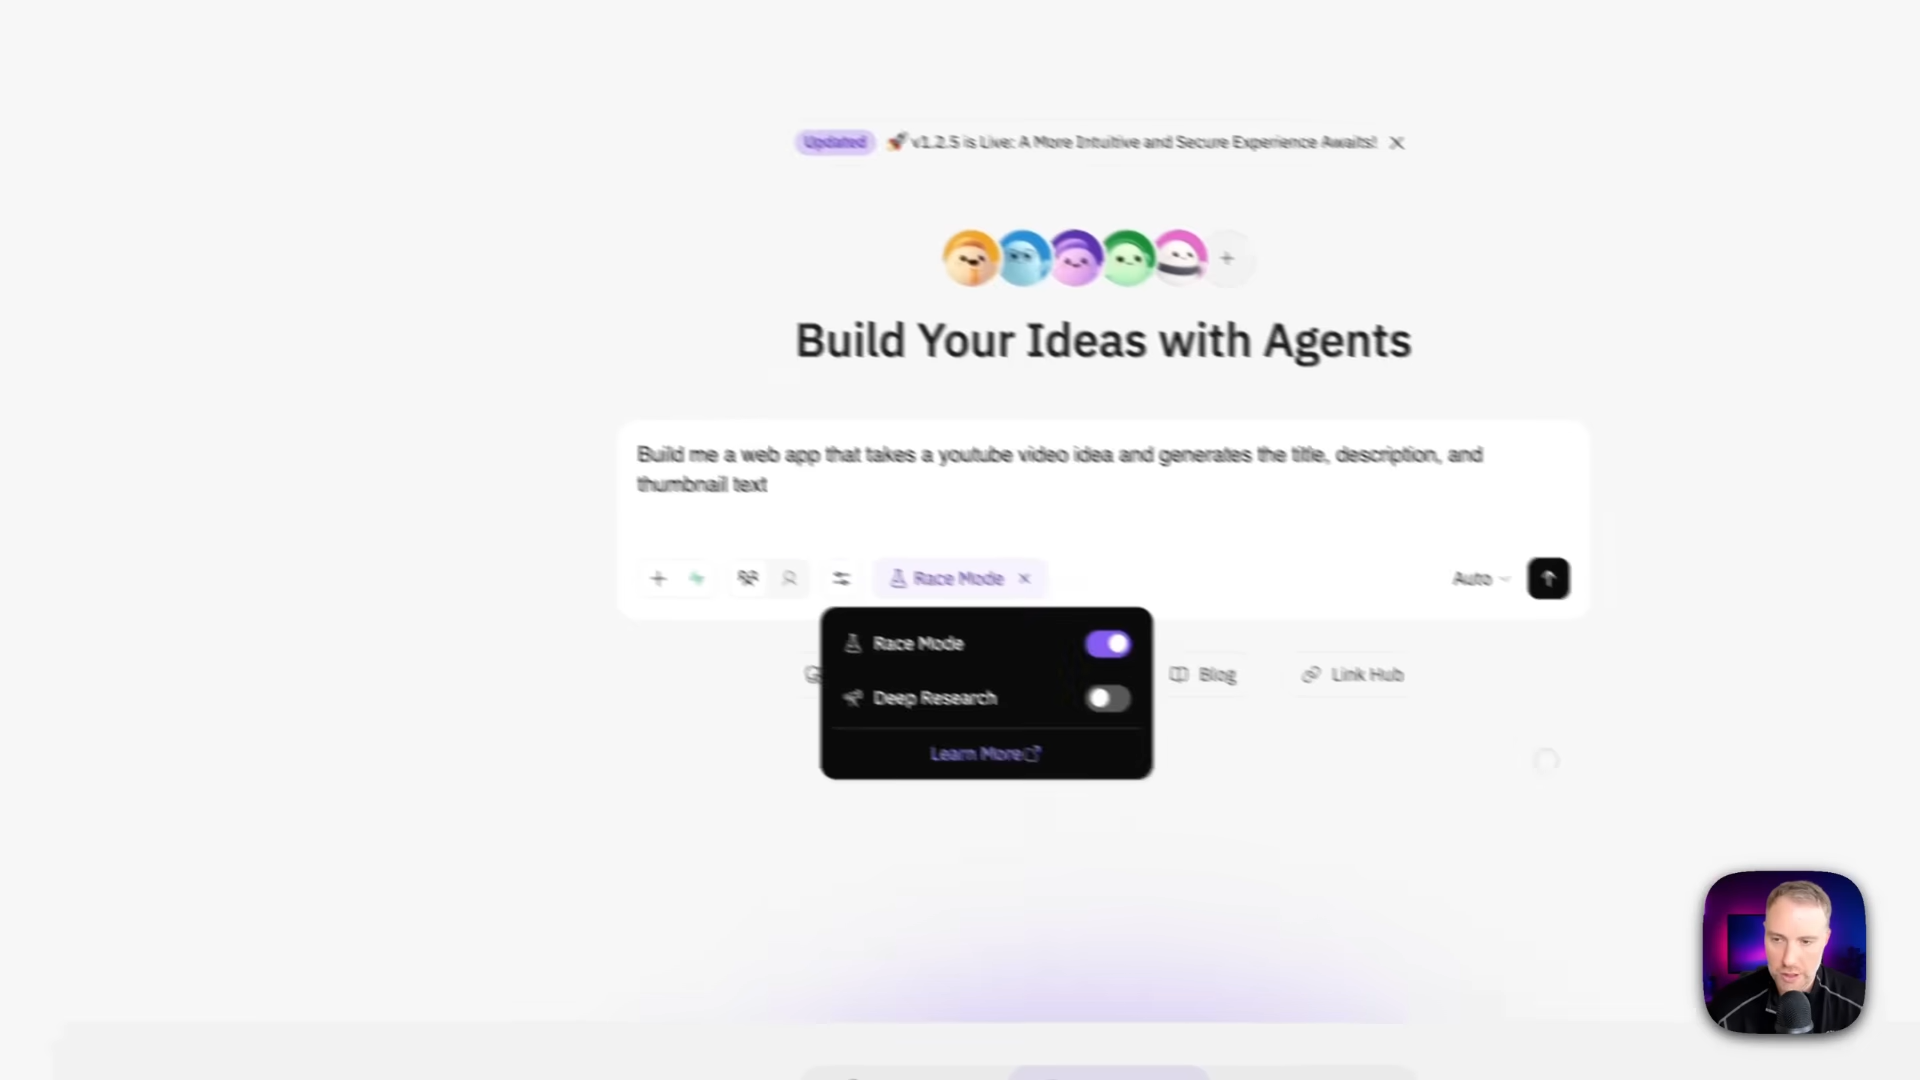 Updated 🚀 v1.2.5 is Live: A More Intuitive and Secure Experience Awaits!
Build Your Ideas with Agents
Build me a web app that takes a youtube video idea and generates the title, description, and
thumbnail text
Race Mode
Auto
Race Mode
Deep Research
Learn More
Blog
Link Hub